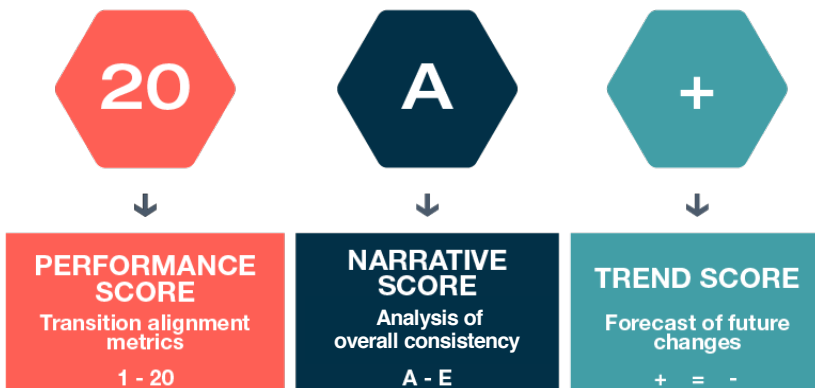 20
A
+
PERFORMANCE
SCORE
Transition alignment
metrics
1 - 20
NARRATIVE
SCORE
Analysis of
overall consistency
A - E
TREND SCORE
Forecast of future
changes
+ = -